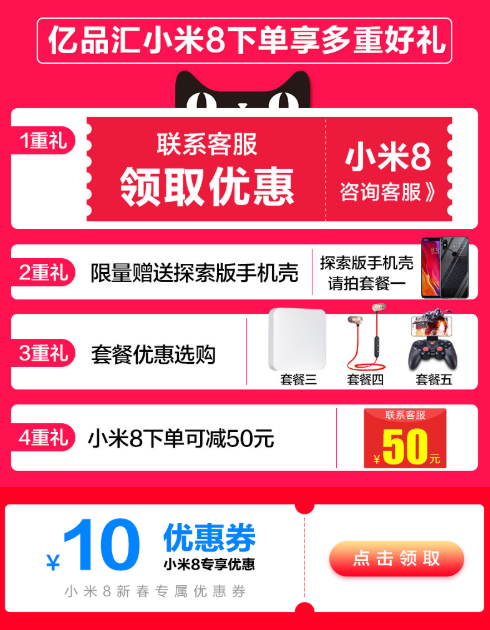 亿品汇小米8下单享多重好礼
1重礼
联系客服
领取优惠
小米8
咨询客服》
2重礼
限量赠送探索版手机壳
探索版手机壳
请拍套餐一
3重礼
套餐优惠选购
套餐三
套餐四
套餐五
4重礼
小米8下单可减50元
联系客服
¥50元
¥10
优惠券
小米8专享优惠
小米8新春专属优惠券
点击领取